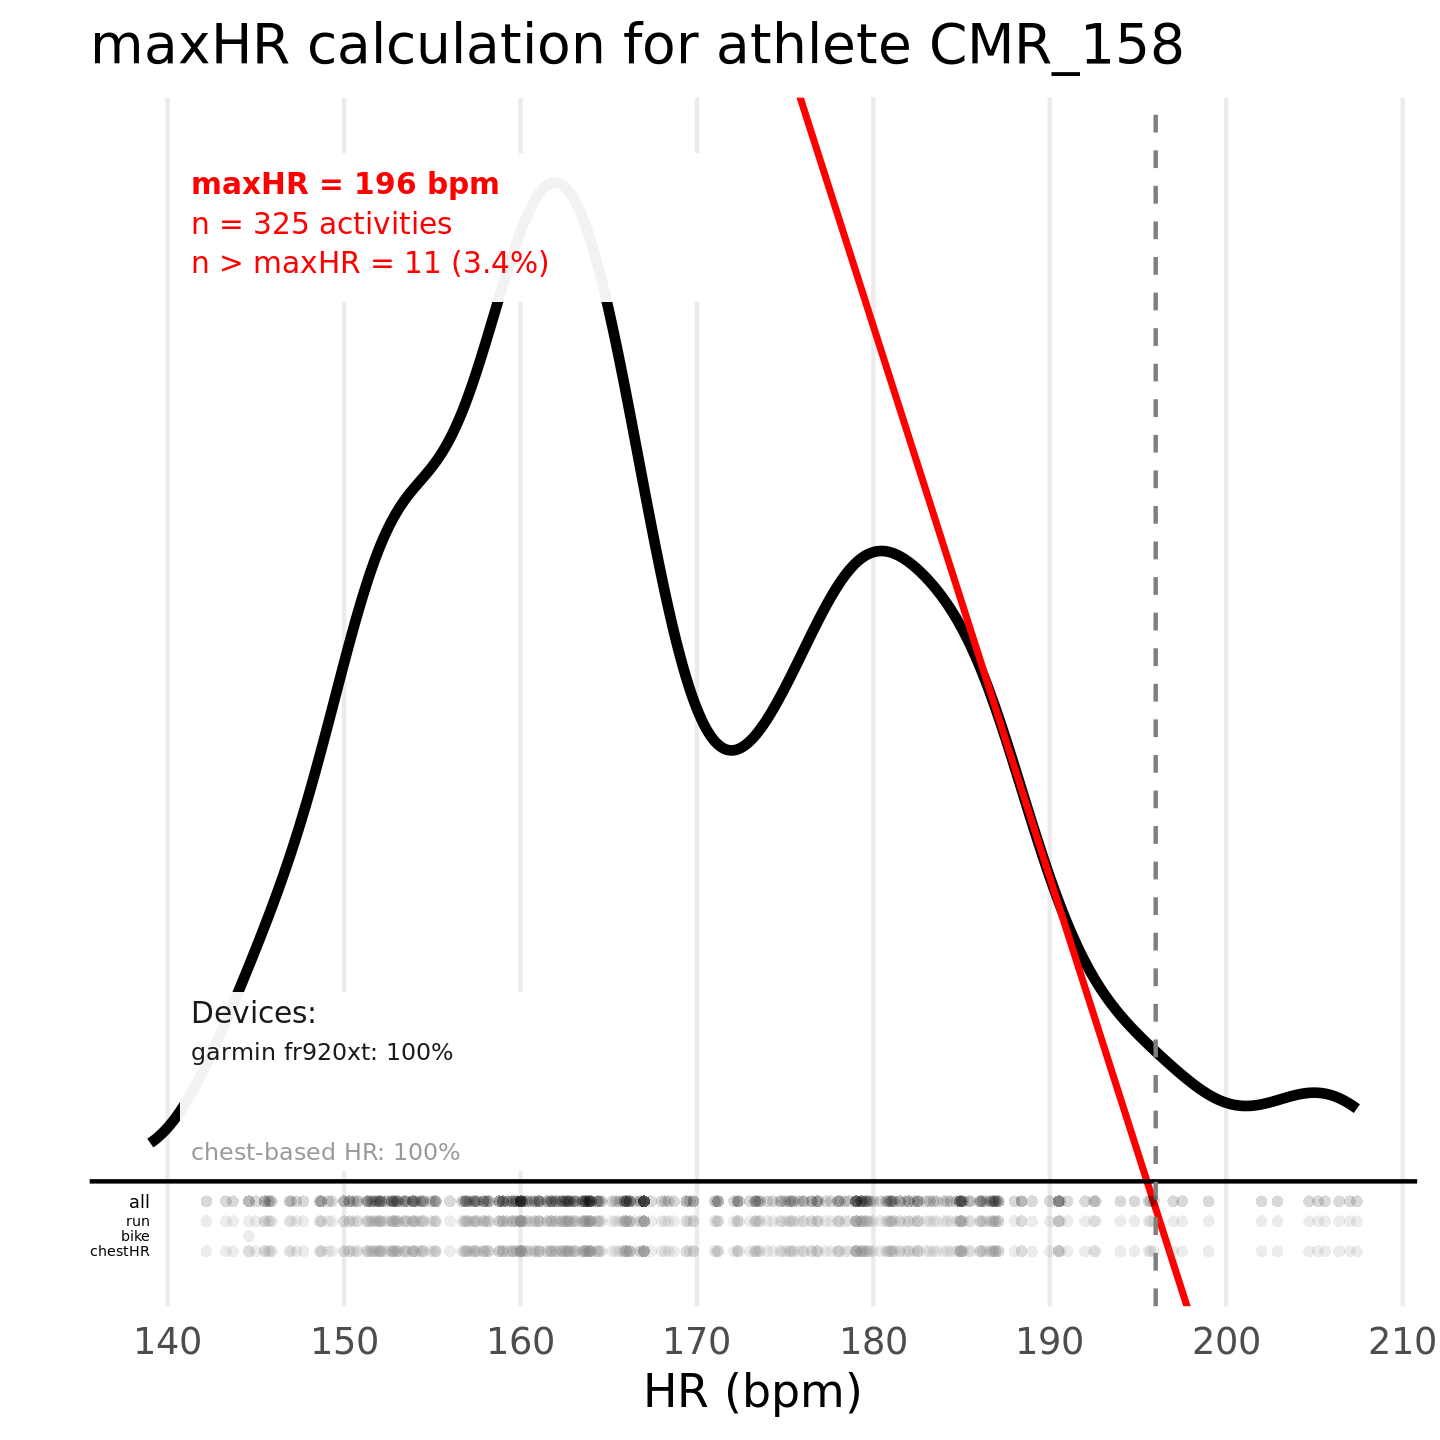 maxHR calculation for athlete CMR_158
maxHR = 196 bpm
n = 325 activities
n > maxHR = 11 (3.4%)
Devices:
garmin fr920xt: 100%
chest-based HR: 100%
all
run
bike
chestHR
140 150 160 170 180 190 200 210
HR (bpm)